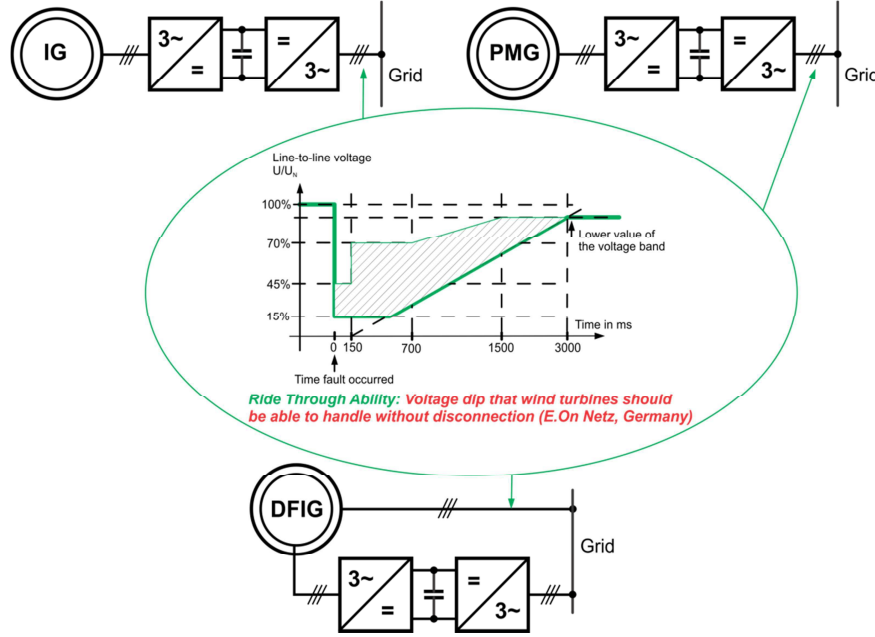 IG
3~
=
=
3~
Grid
PMG
3~
=
=
3~
Grid
Line-to-line voltage
U/U_N
100%
70%
45%
15%
Lower value of
the voltage band
Time in ms
0 150 700 1500 3000
Time fault occurred
Ride Through Ability: Voltage dip that wind turbines should
be able to handle without disconnection (E.On Netz, Germany)
DFIG
Grid
3~
=
=
3~